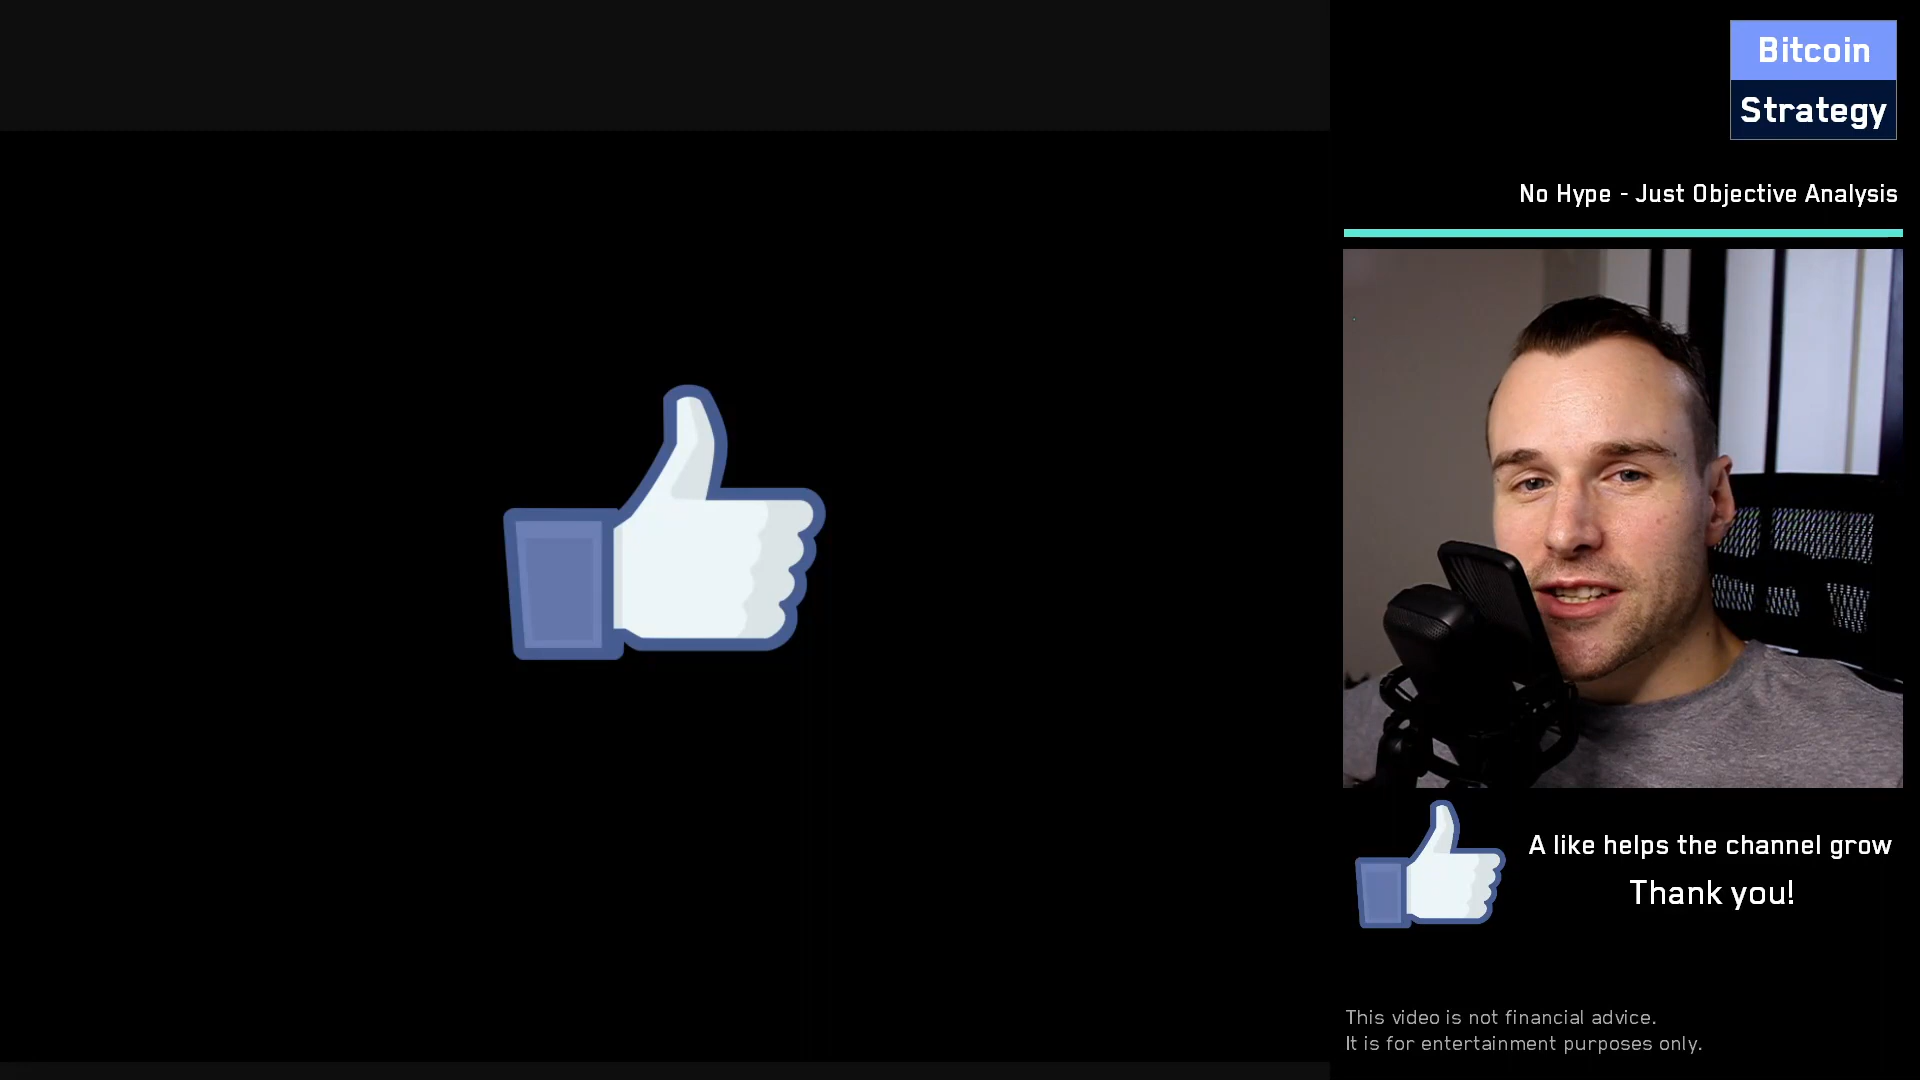 Bitcoin
Strategy
No Hype - Just Objective Analysis
A like helps the channel grow
Thank you!
This video is not financial advice.
It is for entertainment purposes only.